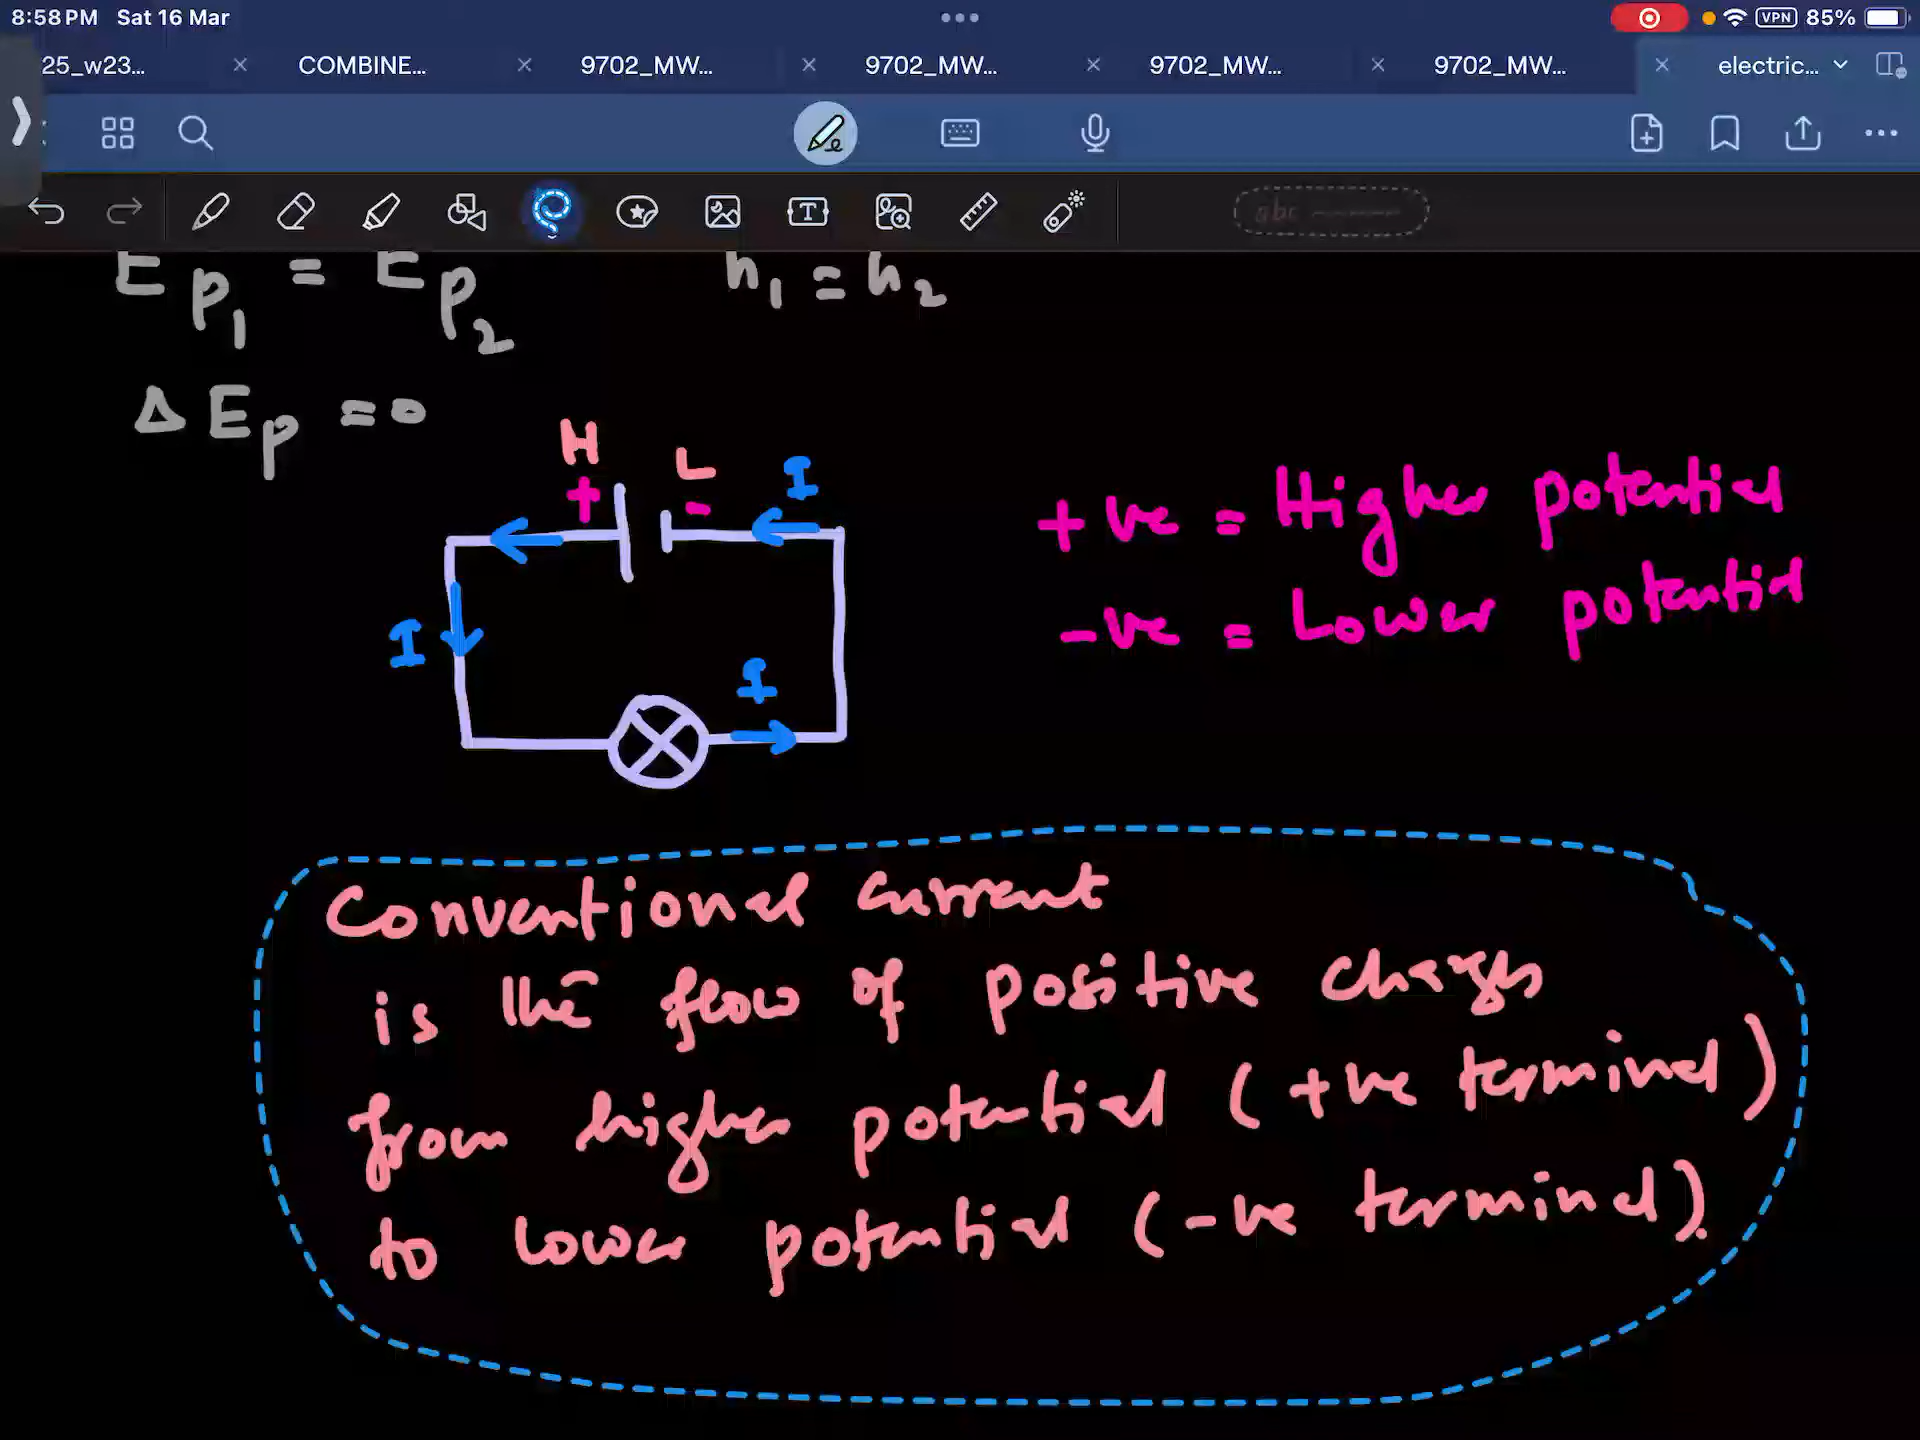 8:58 PM Sat 16 Mar
VPN 85%
25_w23...
COMBINE...
9702_MW...
9702_MW...
9702_MW...
9702_MW...
electric...
abc
Ep1 = Ep2
h1 = h2
ΔEp = 0
H
L
+
-
I
I
I
+ve = Higher potential
-ve = Lower potential
Conventional current
is the flow of positive charges
from higher potential (+ve terminal)
to lower potential (-ve terminal).